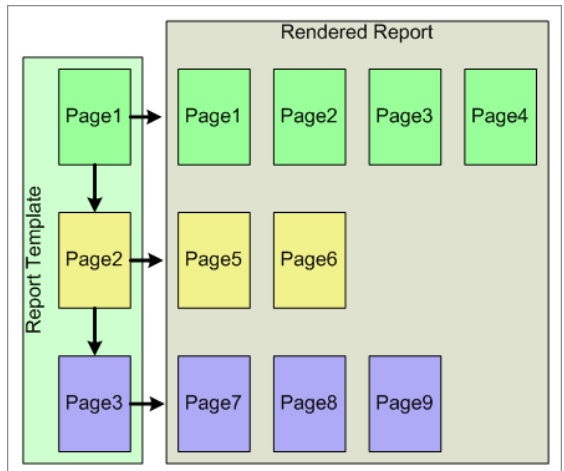 Rendered Report
Report Template
Page1
Page1
Page2
Page3
Page4
Page2
Page5
Page6
Page3
Page7
Page8
Page9